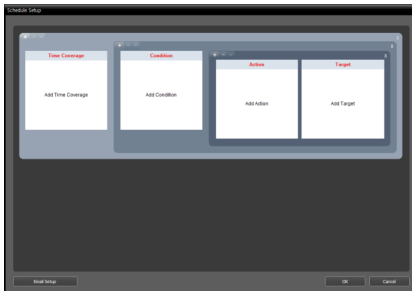 Schedule Setup
Time Coverage
Condition
Action
Target
Add Time Coverage
Add Condition
Add Action
Add Target
Email Setup
OK
Cancel